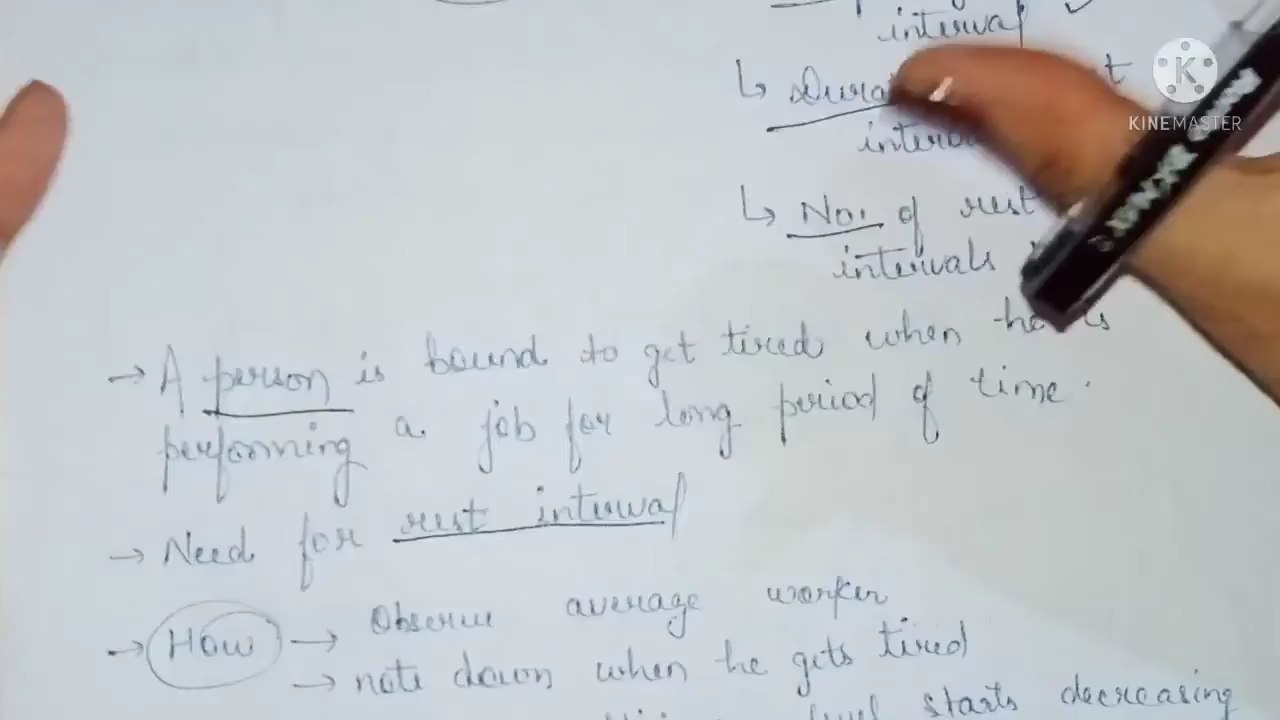 interval ✓
↳
interva
↳ No. of rest
intervals
→ A person is bound to get tired when he is
performing a job for long period of time.
→ Need for rest interval
→ How → Observe average worker
→ note down when he gets tired
level starts decreasing
KINEMASTER